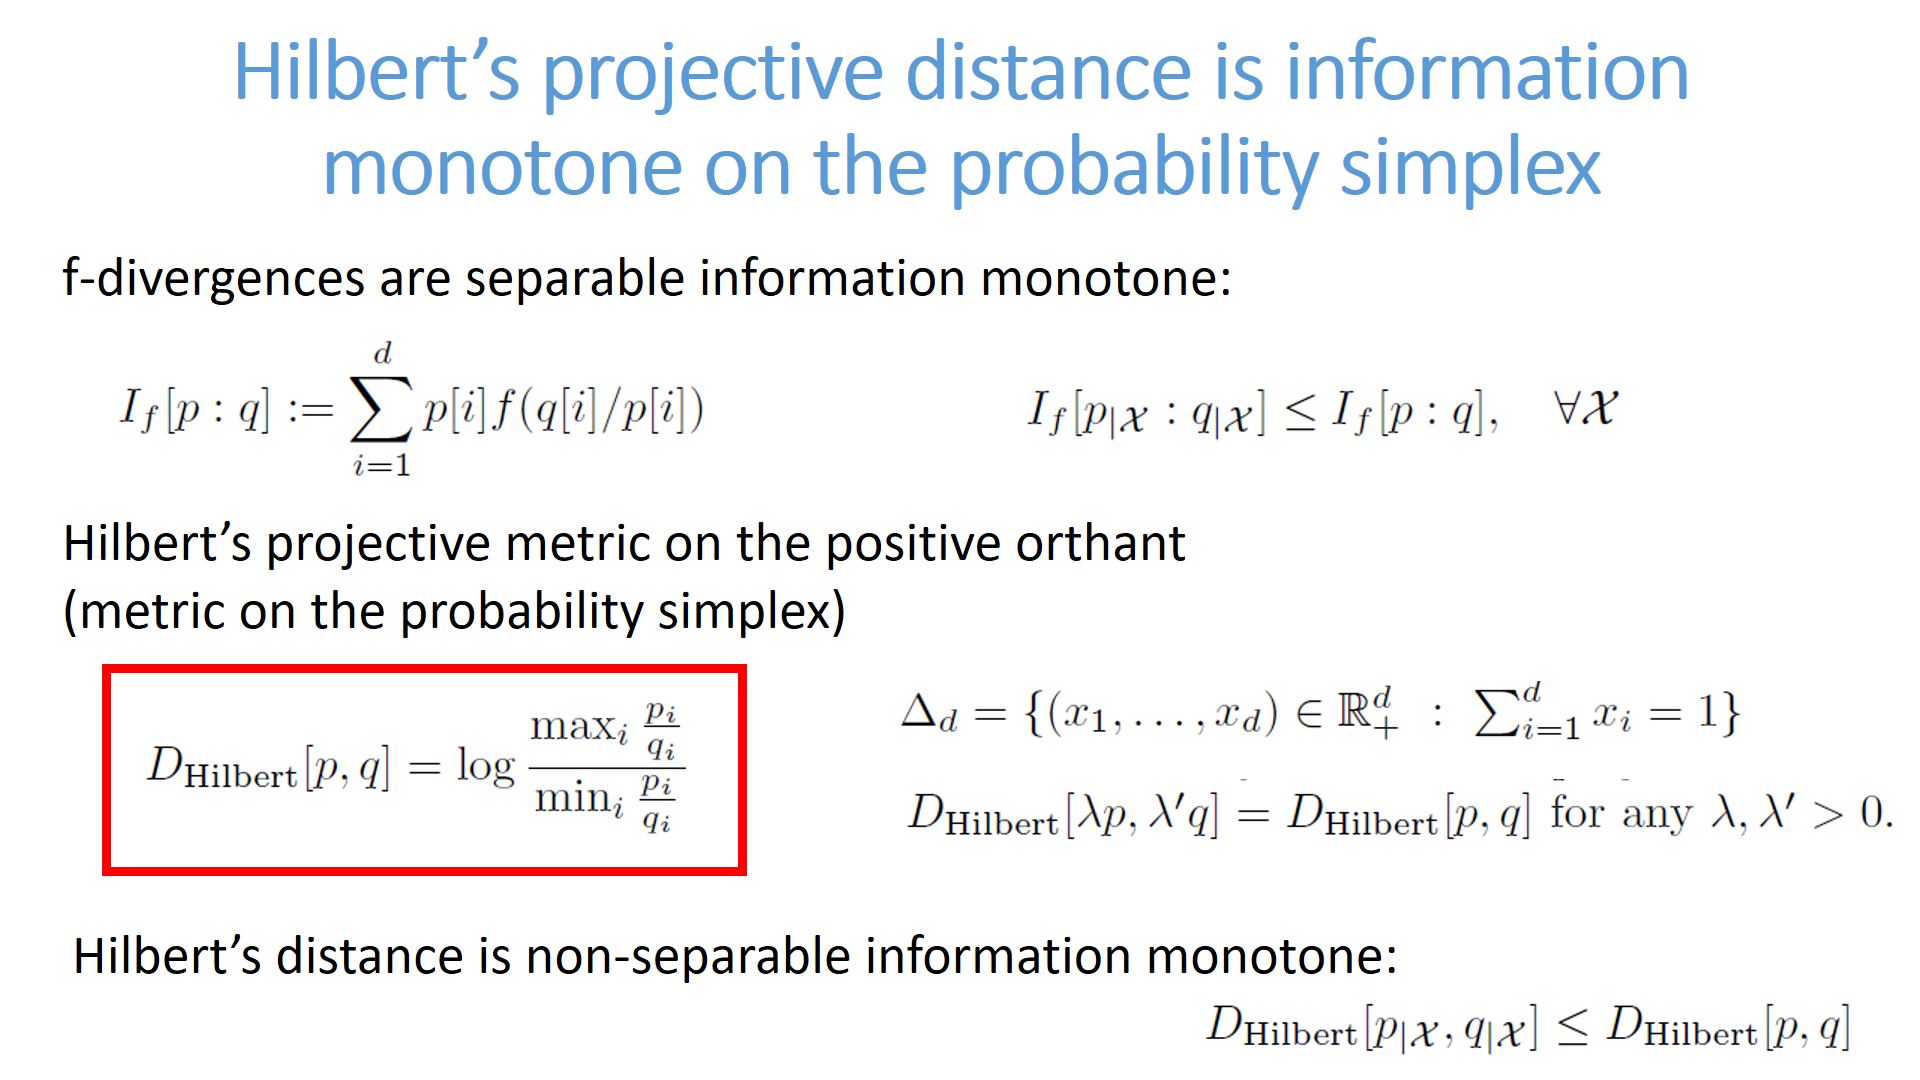 Hilbert’s projective distance is information
monotone on the probability simplex
f-divergences are separable information monotone:
$I_f[p : q] := \sum_{i=1}^{d} p[i] f(q[i]/p[i])$
$I_f[p_{|\mathcal{X}} : q_{|\mathcal{X}}] \leq I_f[p : q], \quad \forall \mathcal{X}$
Hilbert’s projective metric on the positive orthant
(metric on the probability simplex)
$D_{\text{Hilbert}}[p, q] = \log \frac{\max_i \frac{p_i}{q_i}}{\min_i \frac{p_i}{q_i}}$
$\Delta_d = \{(x_1, \ldots, x_d) \in \mathbb{R}_+^d \ : \ \sum_{i=1}^{d} x_i = 1\}$
$D_{\text{Hilbert}}[\lambda p, \lambda' q] = D_{\text{Hilbert}}[p, q]$ for any $\lambda, \lambda' > 0.$
Hilbert’s distance is non-separable information monotone:
$D_{\text{Hilbert}}[p_{|\mathcal{X}}, q_{|\mathcal{X}}] \leq D_{\text{Hilbert}}[p, q]$